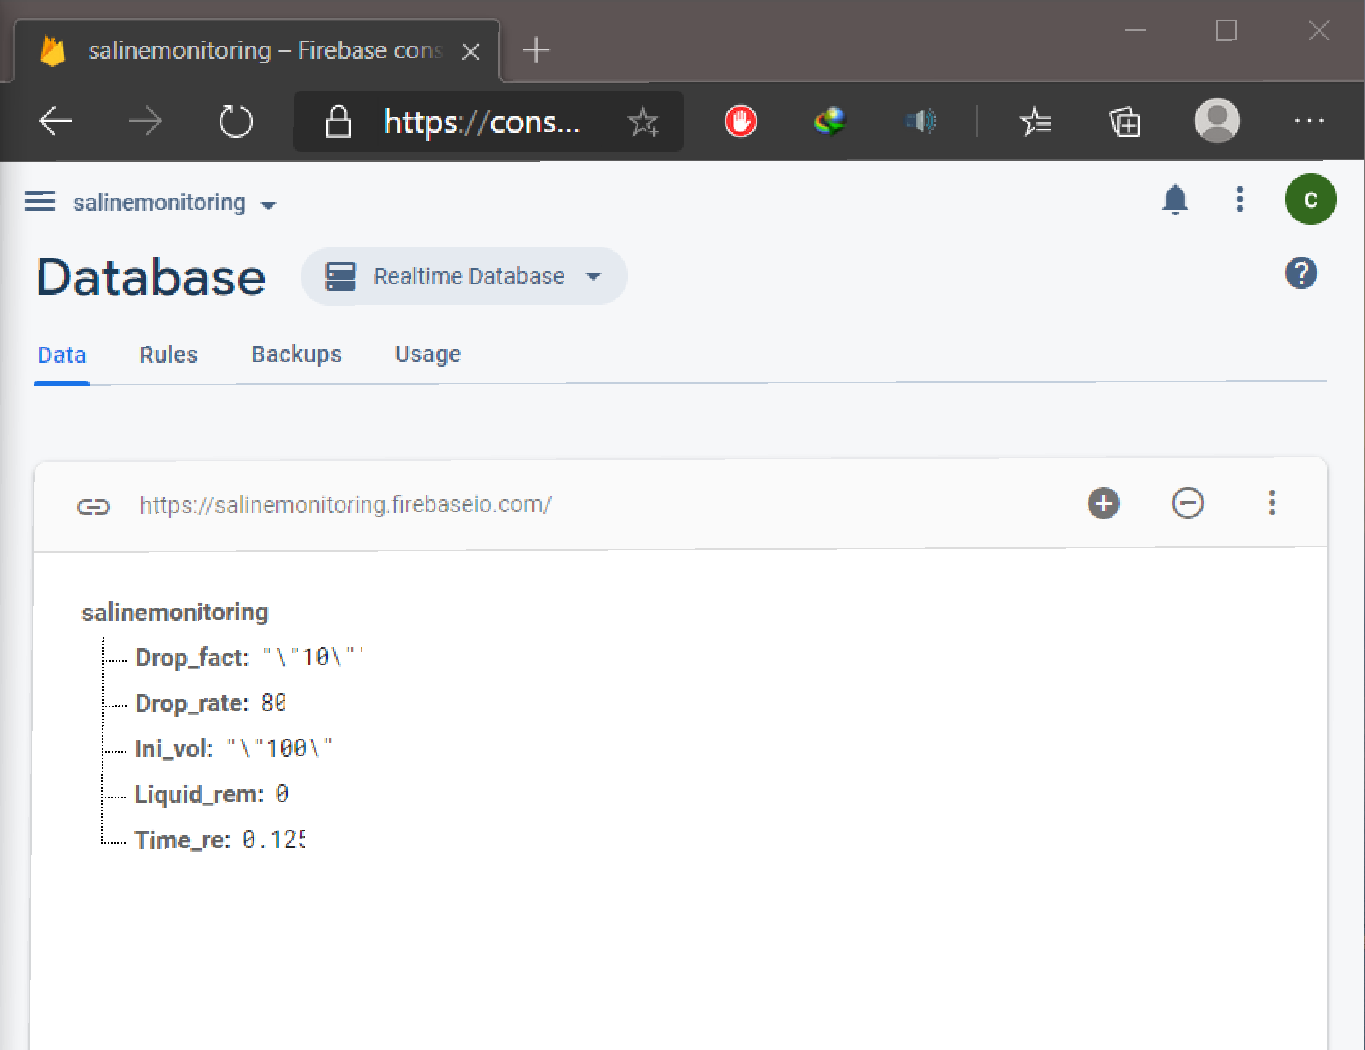 salinemonitoring – Firebase cons
https://cons...
salinemonitoring
C
Database
Realtime Database
?
Data Rules Backups Usage
https://salinemonitoring.firebaseio.com/
salinemonitoring
Drop_fact: "\"10\"'
Drop_rate: 80
Ini_vol: "\"100\"
Liquid_rem: 0
Time_re: 0.125